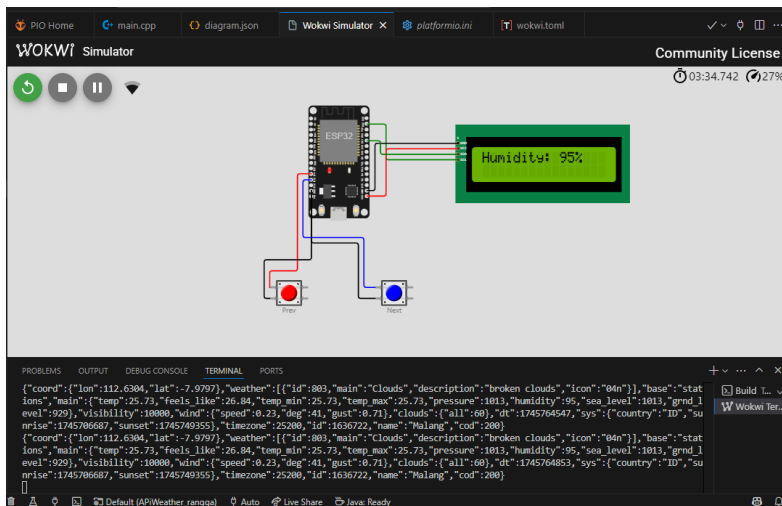 PIO Home
main.cpp
diagram.json
Wokwi Simulator
platformio.ini
[T] wokwi.toml
WOKWI Simulator
Community License
03:34.742 27%
ESP32
Humidity: 95%
Prev
Next
PROBLEMS OUTPUT DEBUG CONSOLE TERMINAL PORTS
{"coord":{"lon":112.6304,"lat":-7.9797},"weather":[{"id":803,"main":"Clouds","description":"broken clouds","icon":"04n"}],"base":"stat
ions","main":{"temp":25.73,"feels_like":26.84,"temp_min":25.73,"temp_max":25.73,"pressure":1013,"humidity":95,"sea_level":1013,"grnd_l
evel":929},"visibility":10000,"wind":{"speed":0.23,"deg":41,"gust":0.71},"clouds":{"all":60},"dt":1745764547,"sys":{"country":"ID","su
nrise":1745706687,"sunset":1745749355},"timezone":25200,"id":1636722,"name":"Malang","cod":200}
{"coord":{"lon":112.6304,"lat":-7.9797},"weather":[{"id":803,"main":"Clouds","description":"broken clouds","icon":"04n"}],"base":"stat
ions","main":{"temp":25.73,"feels_like":26.84,"temp_min":25.73,"temp_max":25.73,"pressure":1013,"humidity":95,"sea_level":1013,"grnd_l
evel":929},"visibility":10000,"wind":{"speed":0.23,"deg":41,"gust":0.71},"clouds":{"all":60},"dt":1745764853,"sys":{"country":"ID","su
nrise":1745706687,"sunset":1745749355},"timezone":25200,"id":1636722,"name":"Malang","cod":200}
Build T...
Wokwi Ter...
Default (APiWeather_rangga) Auto Live Share Java: Ready